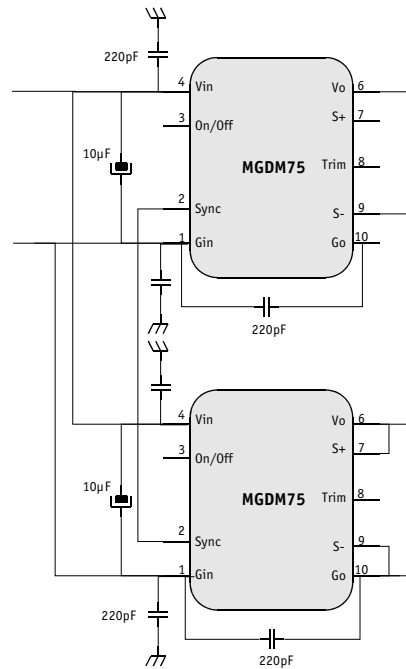 220pF
4 Vin Vo 6
3 On/Off S+ 7
10µF
MGDM75 Trim 8
2 Sync S- 9
1 Gin Go 10
220pF
4 Vin Vo 6
3 On/Off S+ 7
10µF
MGDM75 Trim 8
2 Sync S- 9
1 Gin Go 10
220pF
220pF